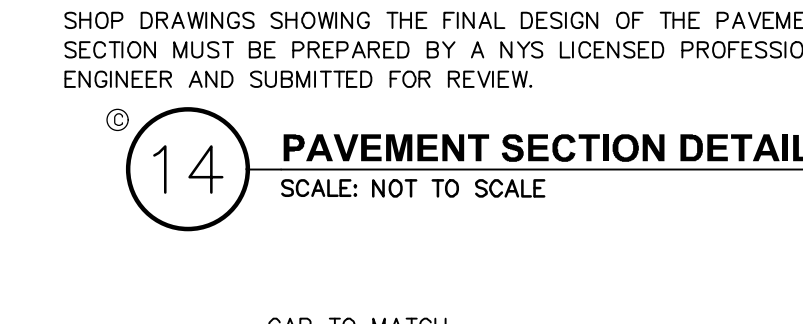 SHOP DRAWINGS SHOWING THE FINAL DESIGN OF THE PAVEME
SECTION MUST BE PREPARED BY A NYS LICENSED PROFESSIO
ENGINEER AND SUBMITTED FOR REVIEW.
©
14
PAVEMENT SECTION DETAIL
SCALE: NOT TO SCALE
CAP TO MATCH